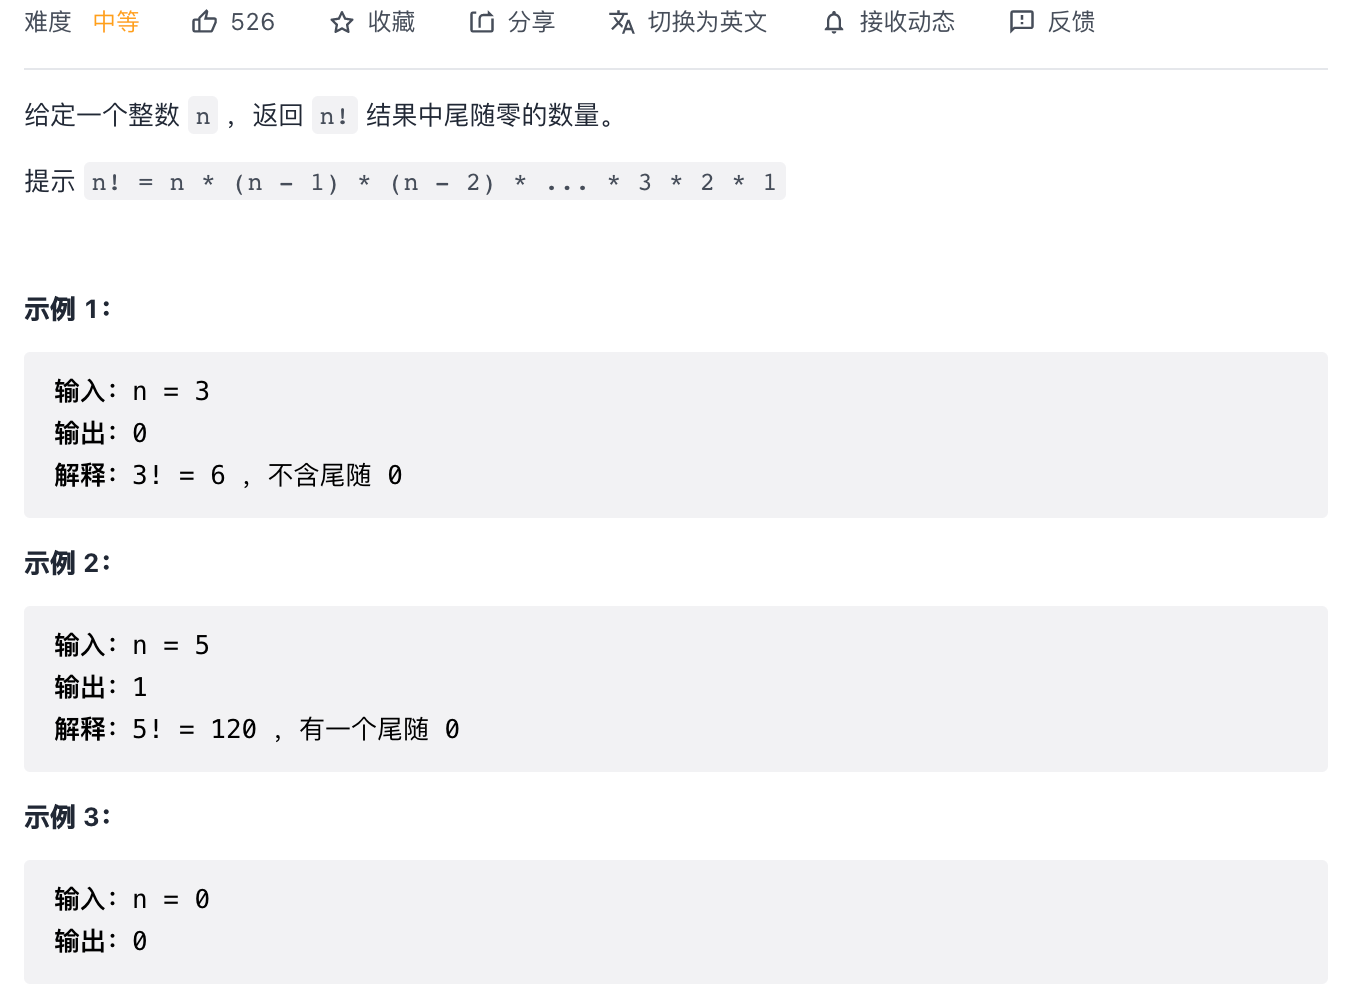 难度 中等 526 收藏 分享 切换为英文 接收动态 反馈
给定一个整数 n ，返回 n! 结果中尾随零的数量。
提示 n! = n * (n - 1) * (n - 2) * ... * 3 * 2 * 1
示例 1：
输入：n = 3
输出：0
解释：3! = 6 ，不含尾随 0
示例 2：
输入：n = 5
输出：1
解释：5! = 120 ，有一个尾随 0
示例 3：
输入：n = 0
输出：0